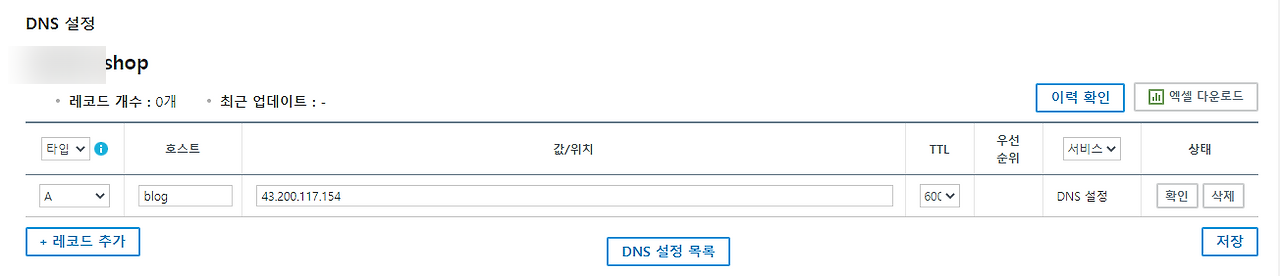 DNS 설정
shop
• 레코드 개수 : 0개 • 최근 업데이트 : -
이력 확인 엑셀 다운로드
타입 호스트 값/위치 TTL 우선 순위 서비스 상태
A blog 43.200.117.154 600 DNS 설정 확인 삭제
+ 레코드 추가 DNS 설정 목록 저장